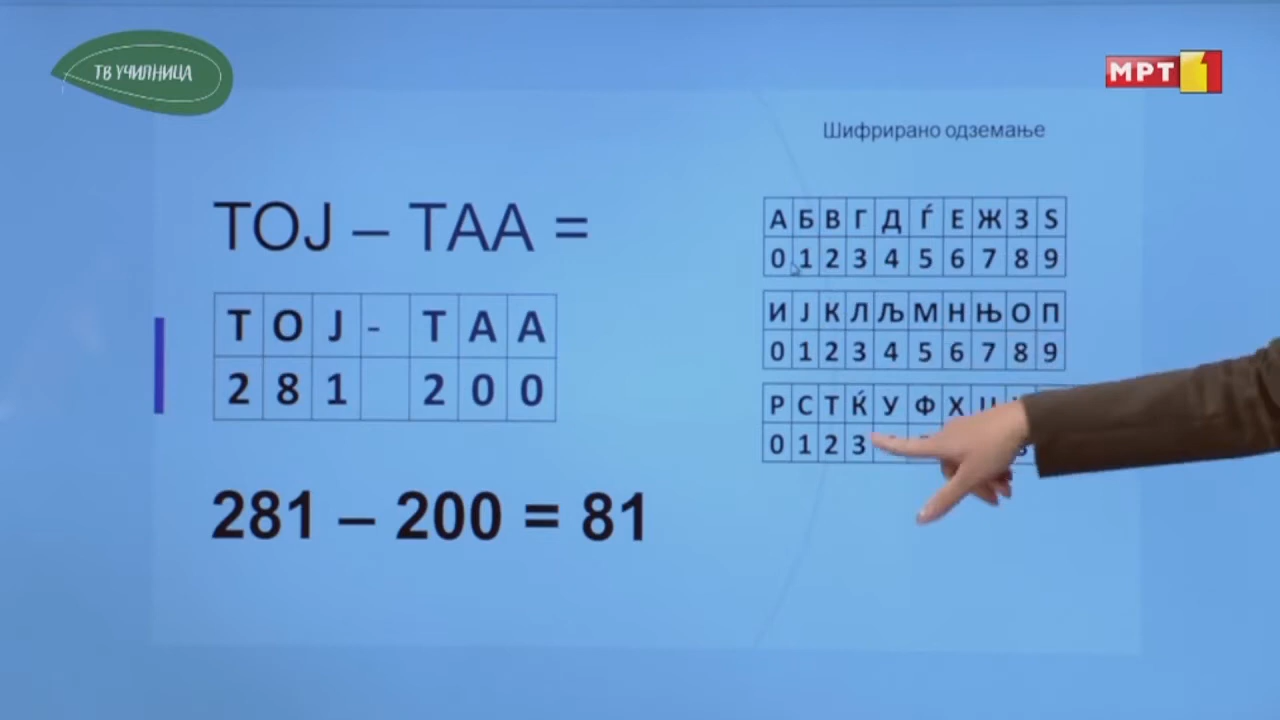 ТВ УЧИЛНИЦА
МРТ 1
Шифрирано одземање
ТОЈ – ТАА =
Т О Ј - Т А А
2 8 1 2 0 0
281 – 200 = 81
А Б В Г Д Ѓ Е Ж З Ѕ
0 1 2 3 4 5 6 7 8 9
И Ј К Л Љ М Н Њ О П
0 1 2 3 4 5 6 7 8 9
Р С Т Ќ У Ф Х
0 1 2 3